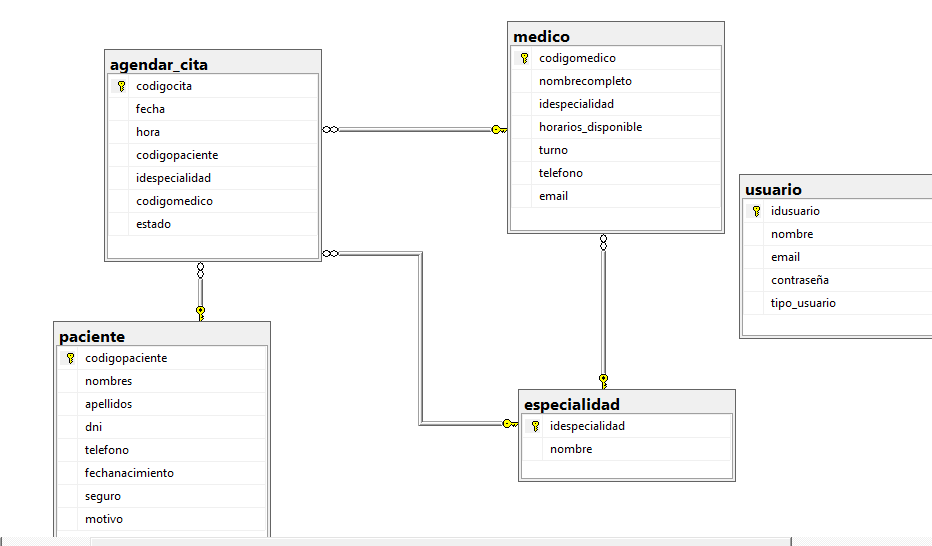 agendar_cita
codigocita
fecha
hora
codigopaciente
idespecialidad
codigomedico
estado
medico
codigomedico
nombrecompleto
idespecialidad
horarios_disponible
turno
telefono
email
usuario
idusuario
nombre
email
contraseña
tipo_usuario
paciente
codigopaciente
nombres
apellidos
dni
telefono
fechanacimiento
seguro
motivo
especialidad
idespecialidad
nombre